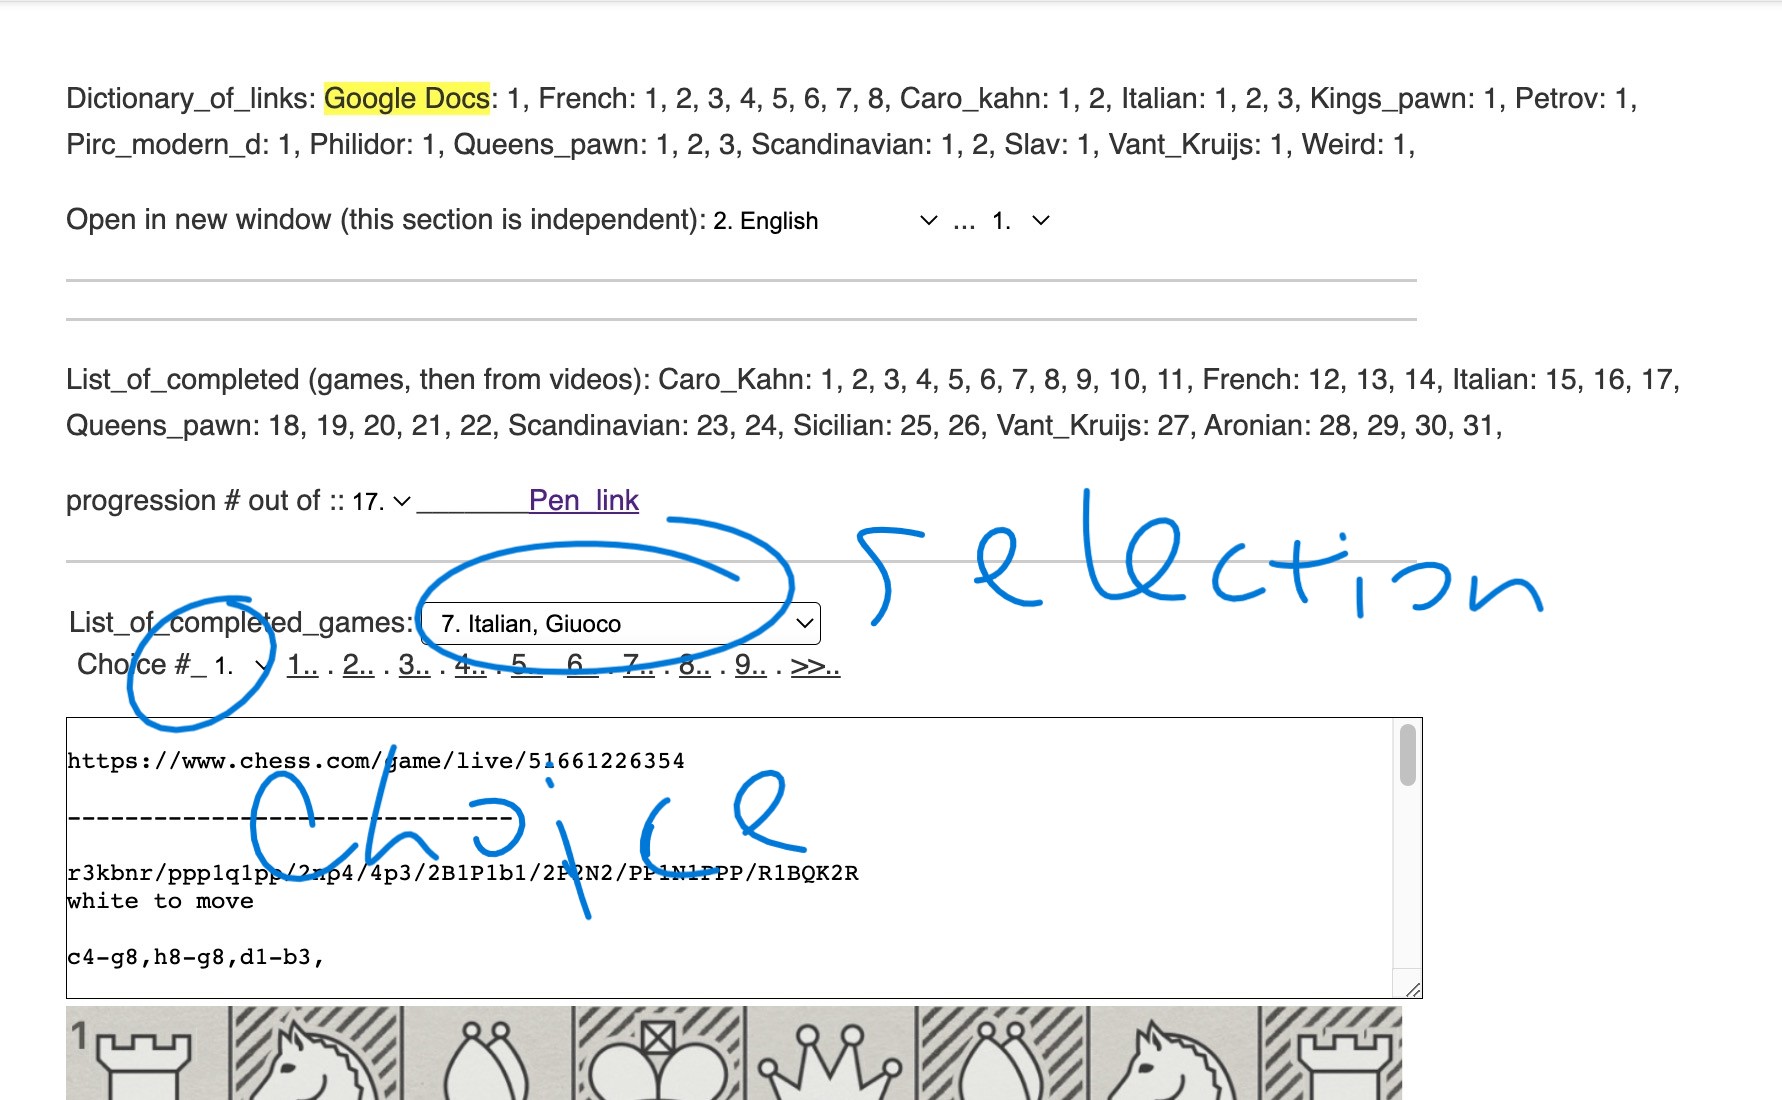 Dictionary_of_links: Google Docs: 1, French: 1, 2, 3, 4, 5, 6, 7, 8, Caro_kahn: 1, 2, Italian: 1, 2, 3, Kings_pawn: 1, Petrov: 1,
Pirc_modern_d: 1, Philidor: 1, Queens_pawn: 1, 2, 3, Scandinavian: 1, 2, Slav: 1, Vant_Kruijs: 1, Weird: 1,
Open in new window (this section is independent): 2. English ... 1.
List_of_completed (games, then from videos): Caro_Kahn: 1, 2, 3, 4, 5, 6, 7, 8, 9, 10, 11, French: 12, 13, 14, Italian: 15, 16, 17,
Queens_pawn: 18, 19, 20, 21, 22, Scandinavian: 23, 24, Sicilian: 25, 26, Vant_Kruijs: 27, Aronian: 28, 29, 30, 31,
progression # out of :: 17. _______Pen_link
selection
List_of_completed_games: 7. Italian, Giuoco
Choice #_ 1. 1.. . 2.. . 3.. . 4.. . 5.. . 6.. . 7.. . 8.. . 9.. . >>..
https://www.chess.com/game/live/51661226354
choice
-------------------------------
r3kbnr/ppp1q1pp/2np4/4p3/2B1P1b1/2P2N2/PP1N1PPP/R1BQK2R
white to move
c4-g8,h8-g8,d1-b3,
1